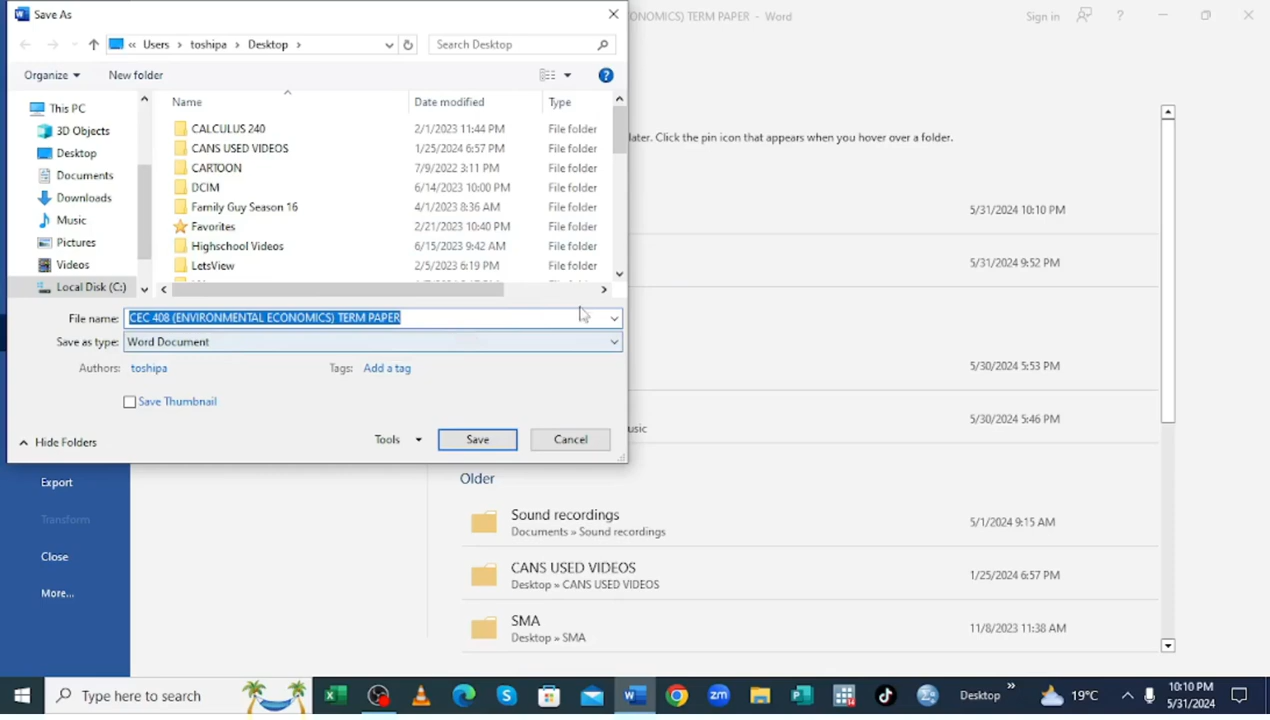 Save As
ONOMICS) TERM PAPER - Word
Sign in
?
«
Users › toshipa › Desktop ›
Search Desktop
Organize
New folder
?
This PC
3D Objects
Desktop
Documents
Downloads
Music
Pictures
Videos
Local Disk (C:)
Name Date modified Type
CALCULUS 240 2/1/2023 11:44 PM File folder
CANS USED VIDEOS 1/25/2024 6:57 PM File folder
CARTOON 7/9/2022 3:11 PM File folder
DCIM 6/14/2023 10:00 PM File folder
Family Guy Season 16 4/1/2023 8:36 AM File folder
Favorites 2/21/2023 10:40 PM File folder
Highschool Videos 6/15/2023 9:42 AM File folder
LetsView 2/5/2023 6:19 PM File folder
File name: CEC 408 (ENVIRONMENTAL ECONOMICS) TERM PAPER
Save as type: Word Document
Authors: toshipa
Tags: Add a tag
Save Thumbnail
Hide Folders
Tools
Save
Cancel
later. Click the pin icon that appears when you hover over a folder.
5/31/2024 10:10 PM
5/31/2024 9:52 PM
5/30/2024 5:53 PM
5/30/2024 5:46 PM
usic
Export
Transform
Close
More...
Older
Sound recordings
Documents » Sound recordings
5/1/2024 9:15 AM
CANS USED VIDEOS
Desktop » CANS USED VIDEOS
1/25/2024 6:57 PM
SMA
Desktop » SMA
11/8/2023 11:38 AM
Type here to search
zm
14
Desktop
»
19°C
10:10 PM
5/31/2024